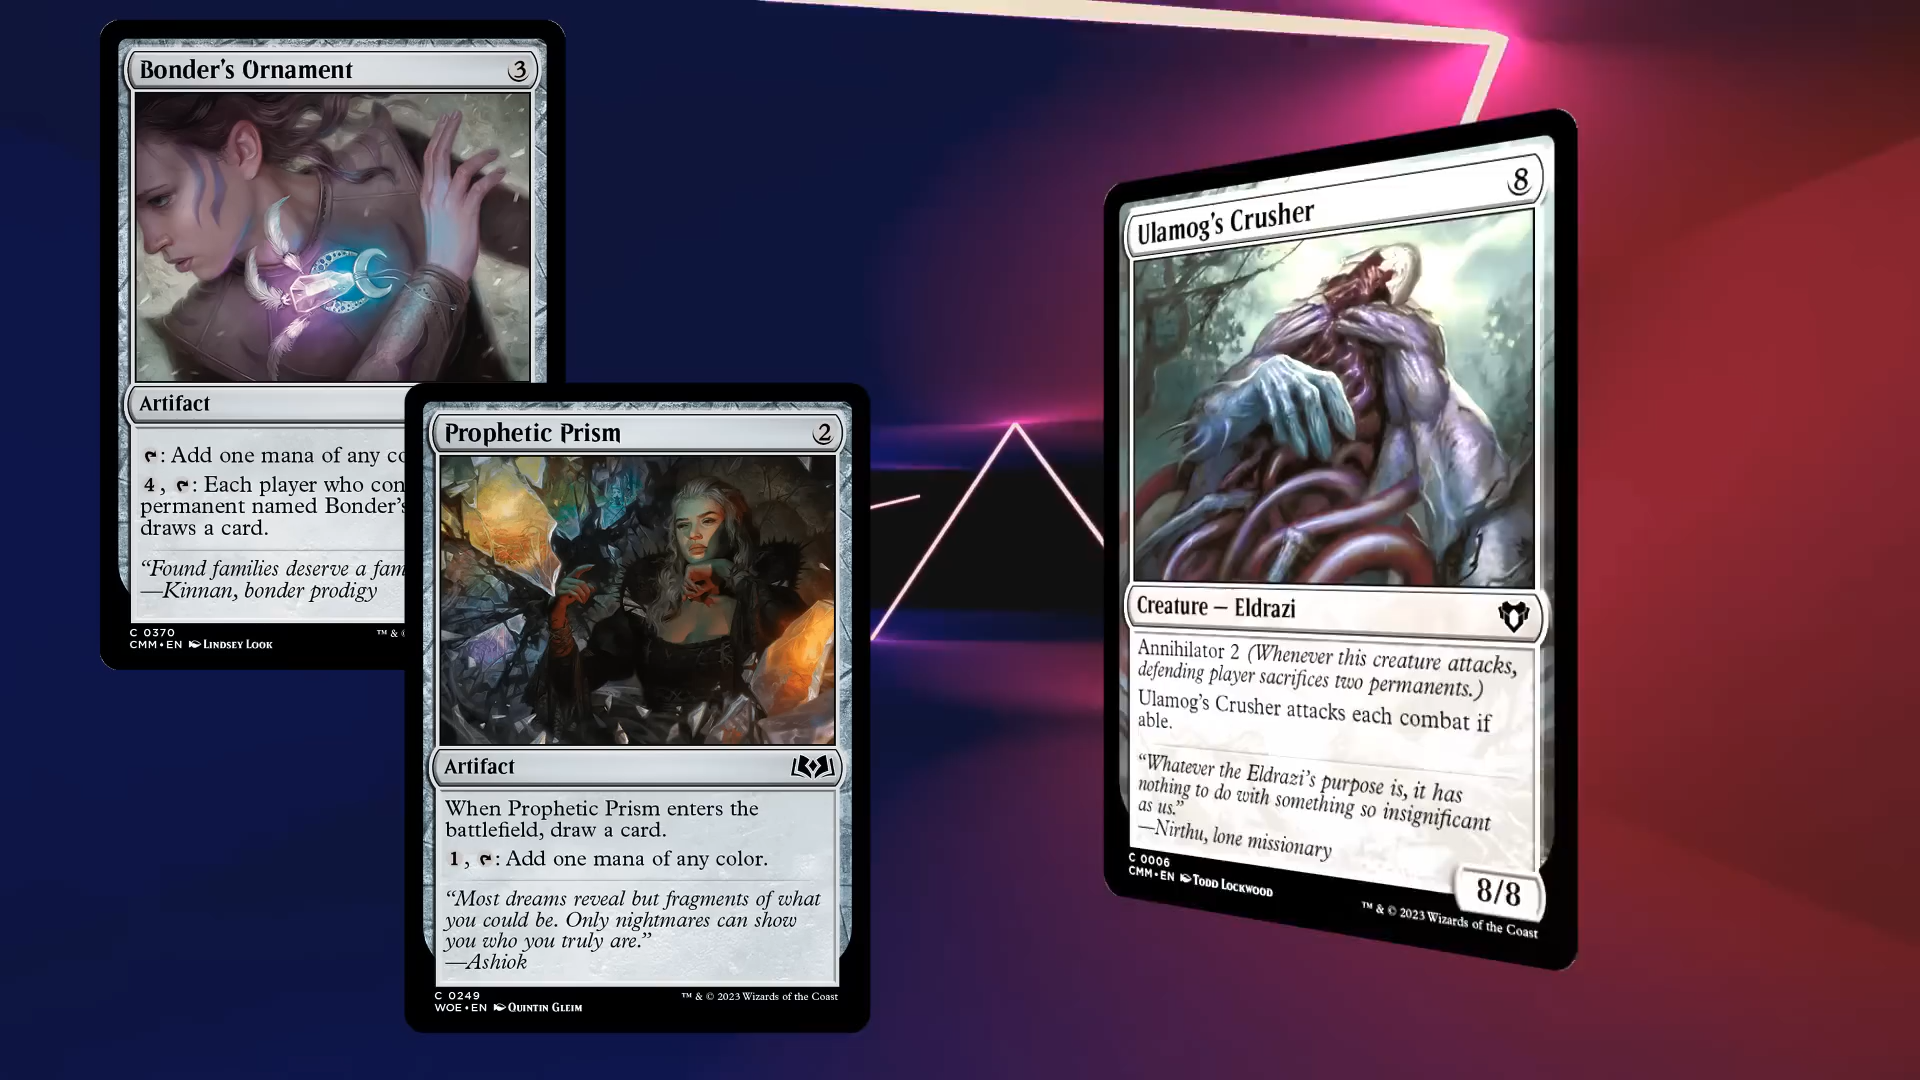 Bonder's Ornament 3
Artifact
: Add one mana of any co
4, : Each player who con
permanent named Bonder's
draws a card.
“Found families deserve a fam
—Kinnan, bonder prodigy
C 0370 ™ &
CMM • EN Lindsey Look
Prophetic Prism 2
Artifact
When Prophetic Prism enters the
battlefield, draw a card.
1, : Add one mana of any color.
“Most dreams reveal but fragments of what
you could be. Only nightmares can show
you who you truly are.”
—Ashiok
C 0249 ™ & © 2023 Wizards of the Coast
WOE • EN Quintin Gleim
Ulamog's Crusher 8
Creature — Eldrazi
Annihilator 2 (Whenever this creature attacks,
defending player sacrifices two permanents.)
Ulamog's Crusher attacks each combat if
able.
“Whatever the Eldrazi's purpose is, it has
nothing to do with something so insignificant
as us.”
—Nirthu, lone missionary
8/8
C 0006
CMM • EN Todd Lockwood
™ & © 2023 Wizards of the Coast